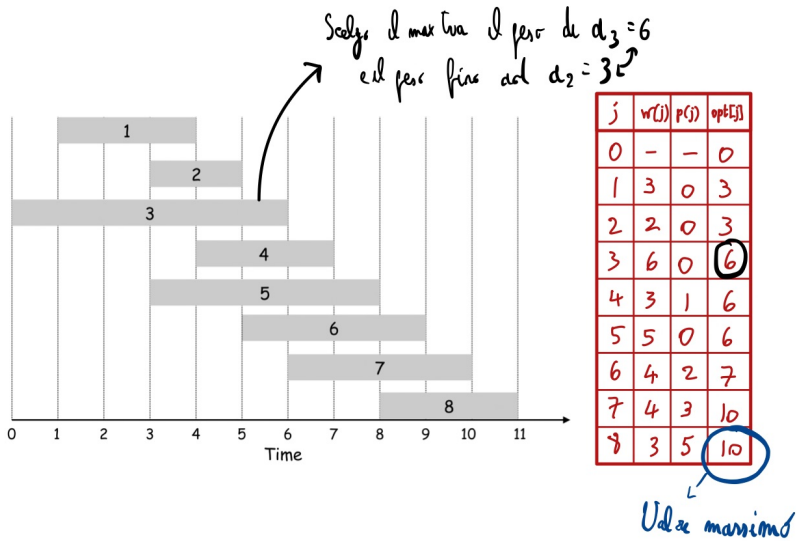 Scelgo il max tra il peso di d3=6
e il peso fino ad d2=3
1
2
3
4
5
6
7
8
0 1 2 3 4 5 6 7 8 9 10 11
Time
j w(j) p(j) opt[j]
0 - - 0
1 3 0 3
2 2 0 3
3 6 0 6
4 3 1 6
5 5 0 6
6 4 2 7
7 4 3 10
8 3 5 10
Valore massimo